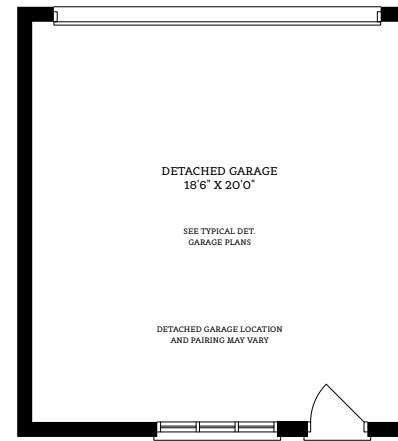 DETACHED GARAGE
18'6" X 20'0"
SEE TYPICAL DET.
GARAGE PLANS
DETACHED GARAGE LOCATION
AND PAIRING MAY VARY